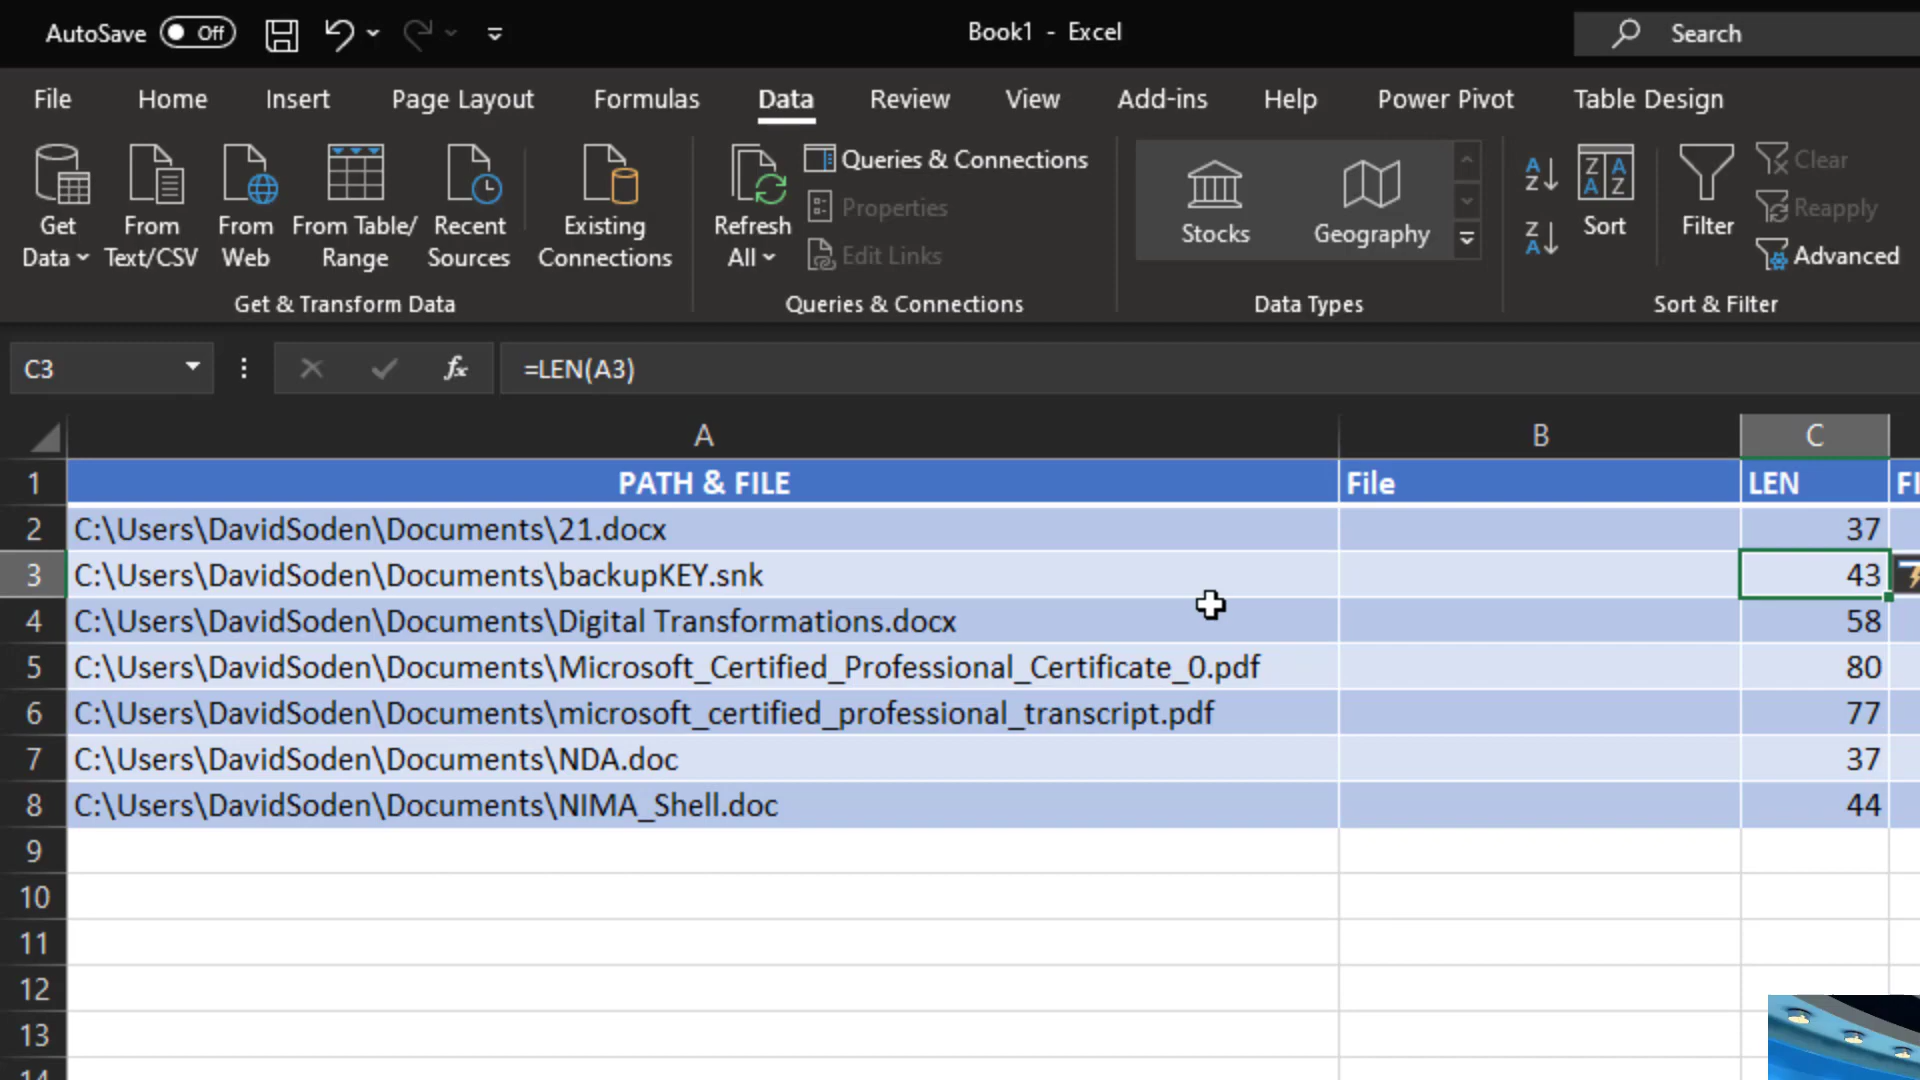 AutoSave Off Book1 - Excel Search
File Home Insert Page Layout Formulas Data Review View Add-ins Help Power Pivot Table Design
Get Data From Text/CSV From Web From Table/ Range Recent Sources Existing Connections
Get & Transform Data
Refresh All Queries & Connections
Properties
Edit Links
Queries & Connections
Stocks Geography
Data Types
Sort Filter
Clear
Reapply
Advanced
Sort & Filter
C3 fx =LEN(A3)
A B C
1 PATH & FILE File LEN
2 C:\Users\DavidSoden\Documents\21.docx 37
3 C:\Users\DavidSoden\Documents\backupKEY.snk 43
4 C:\Users\DavidSoden\Documents\Digital Transformations.docx 58
5 C:\Users\DavidSoden\Documents\Microsoft_Certified_Professional_Certificate_0.pdf 80
6 C:\Users\DavidSoden\Documents\microsoft_certified_professional_transcript.pdf 77
7 C:\Users\DavidSoden\Documents\NDA.doc 37
8 C:\Users\DavidSoden\Documents\NIMA_Shell.doc 44
9
10
11
12
13